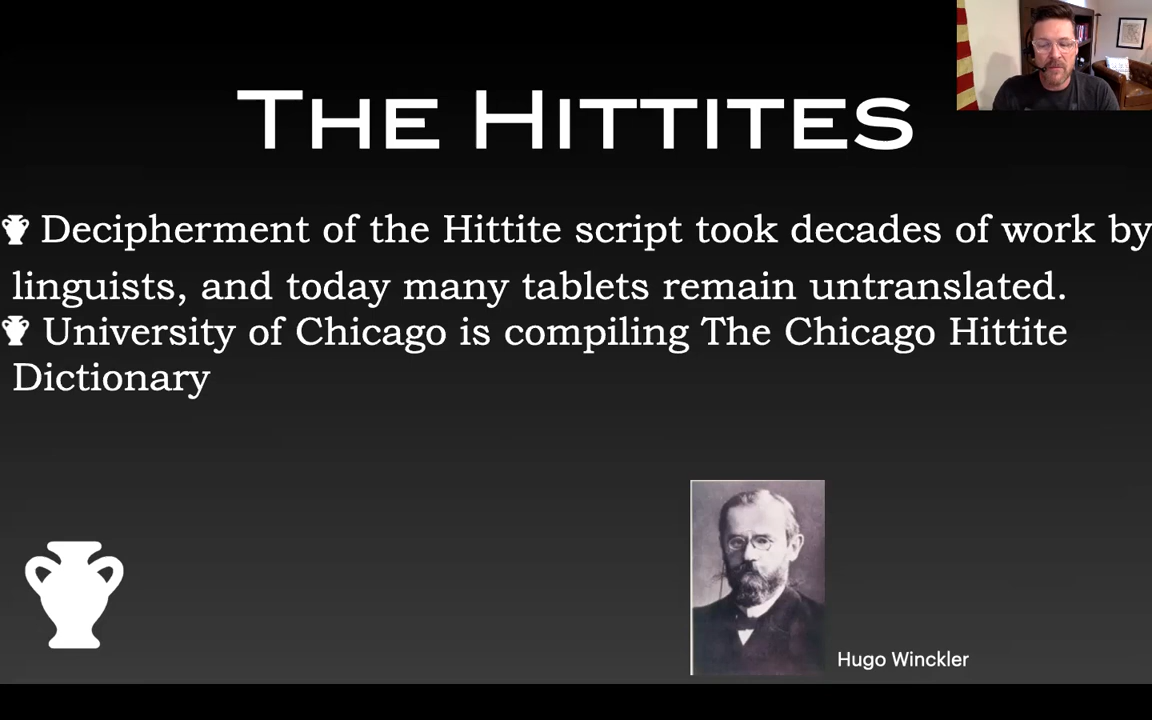 The Hittites
Decipherment of the Hittite script took decades of work by
linguists, and today many tablets remain untranslated.
University of Chicago is compiling The Chicago Hittite
Dictionary
Hugo Winckler